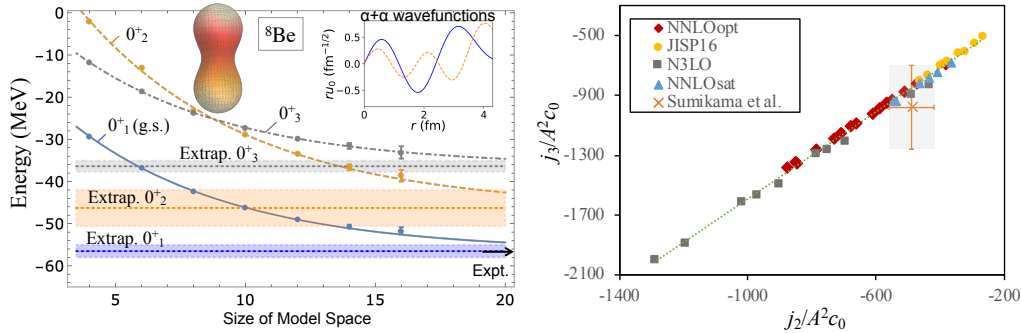 0⁺₂
⁸Be
α+α wavefunctions
ru₀ (fm⁻¹/²)
0.5
0.0
-0.5
0 1 2 3 4
r (fm)
0⁺₁ (g.s.)
0⁺₃
Extrap. 0⁺₃
Extrap. 0⁺₂
Extrap. 0⁺₁
Expt.
Energy (MeV)
0
−10
−20
−30
−40
−50
−60
5 10 15 20
Size of Model Space
NNLOopt
JISP16
N3LO
NNLOsat
Sumikama et al.
j₃/A²c₀
-500
-900
-1300
-1700
-2100
-1400 -1000 -600 -200
j₂/A²c₀